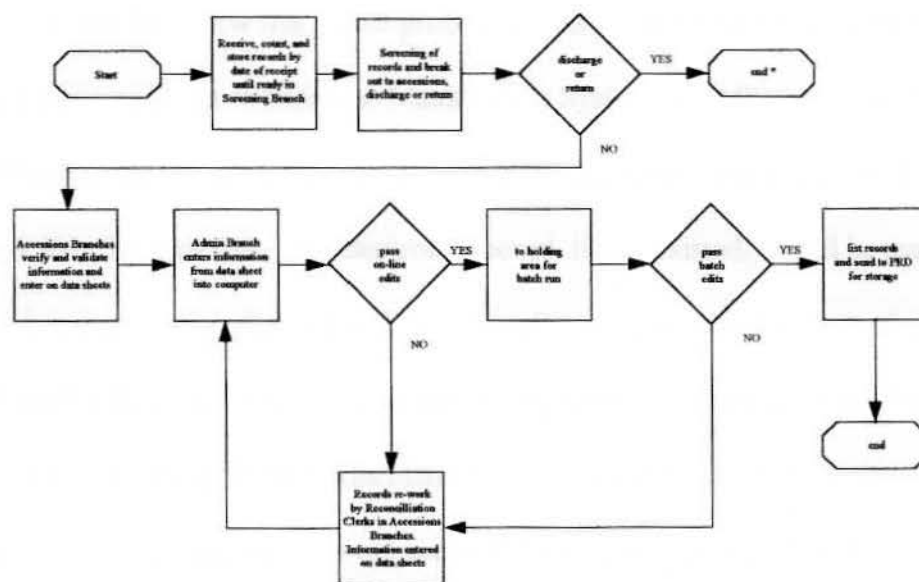 Start
Receive, count, and
store records by
date of receipt
until ready in
Screening Branch
Screening of
records and break
out to accessions,
discharge or return
discharge
or
return
YES
end *
NO
Accessions Branches
verify and validate
information and
enter on data sheets
Admin Branch
enters information
from data sheet
into computer
pass
on-line
edits
YES
to holding
area for
batch run
pass
batch
edits
YES
list records
and send to PRD
for storage
NO
NO
end
Records re-work
by Reconcilliation
Clerks in Accessions
Branches.
Information entered
on data sheets